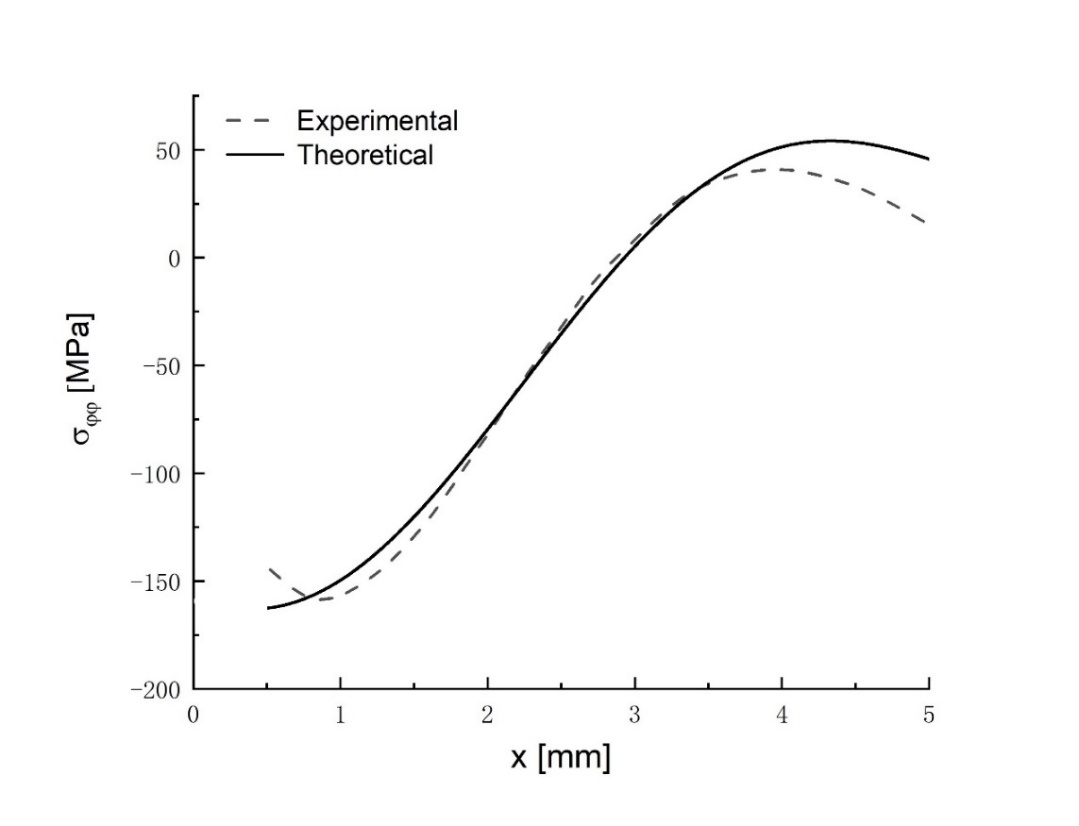 Experimental
Theoretical
50
0
−50
−100
−150
−200
0 1 2 3 4 5
x [mm]
σφφ [MPa]